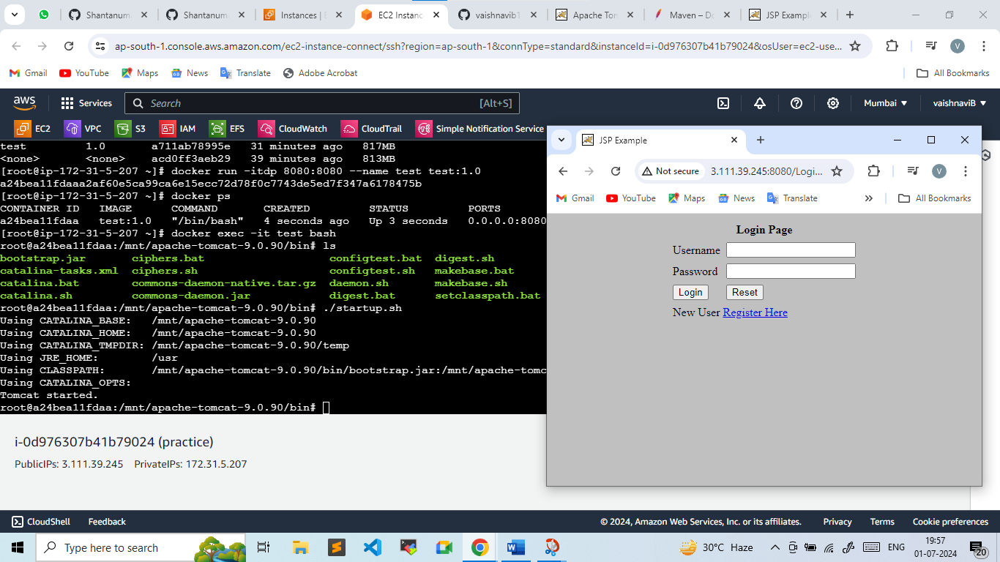 Shantanum
Shantanum
Instances | E
EC2 Instanc
vaishnavib1
Apache Tom
Maven – Do
JSP Example
ap-south-1.console.aws.amazon.com/ec2-instance-connect/ssh?region=ap-south-1&connType=standard&instanceId=i-0d976307b41b79024&osUser=ec2-use...
V
Gmail
YouTube
Maps
News
Translate
Adobe Acrobat
All Bookmarks
aws
Services
Search
[Alt+S]
Mumbai
vaishnaviB
EC2
VPC
S3
IAM
EFS
CloudWatch
CloudTrail
Simple Notification Service
test 1.0 a711ab78995e 31 minutes ago 817MB
<none> <none> acd0ff3aeb29 39 minutes ago 813MB
[root@ip-172-31-5-207 ~]# docker run -itdp 8080:8080 --name test test:1.0
a24bea11fdaaa2af60e5ca99ca6e15ecc72d78f0c7743de5ed7f347a6178475b
[root@ip-172-31-5-207 ~]# docker ps
CONTAINER ID IMAGE COMMAND CREATED STATUS PORTS
a24bea11fdaa test:1.0 "/bin/bash" 4 seconds ago Up 3 seconds 0.0.0.0:8080
[root@ip-172-31-5-207 ~]# docker exec -it test bash
root@a24bea11fdaa:/mnt/apache-tomcat-9.0.90/bin# ls
bootstrap.jar ciphers.bat configtest.bat digest.sh
catalina-tasks.xml ciphers.sh configtest.sh makebase.bat
catalina.bat commons-daemon-native.tar.gz daemon.sh makebase.sh
catalina.sh commons-daemon.jar digest.bat setclasspath.bat
root@a24bea11fdaa:/mnt/apache-tomcat-9.0.90/bin# ./startup.sh
Using CATALINA_BASE: /mnt/apache-tomcat-9.0.90
Using CATALINA_HOME: /mnt/apache-tomcat-9.0.90
Using CATALINA_TMPDIR: /mnt/apache-tomcat-9.0.90/temp
Using JRE_HOME: /usr
Using CLASSPATH: /mnt/apache-tomcat-9.0.90/bin/bootstrap.jar:/mnt/apache-tomc
Using CATALINA_OPTS:
Tomcat started.
root@a24bea11fdaa:/mnt/apache-tomcat-9.0.90/bin#
JSP Example
Not secure
3.111.39.245:8080/Logi...
V
Gmail
YouTube
Maps
News
Translate
All Bookmarks
Login Page
Username
Password
Login
Reset
New User Register Here
i-0d976307b41b79024 (practice)
PublicIPs: 3.111.39.245 PrivateIPs: 172.31.5.207
CloudShell
Feedback
© 2024, Amazon Web Services, Inc. or its affiliates.
Privacy
Terms
Cookie preferences
Type here to search
30°C Haze
ENG
19:57
01-07-2024
20